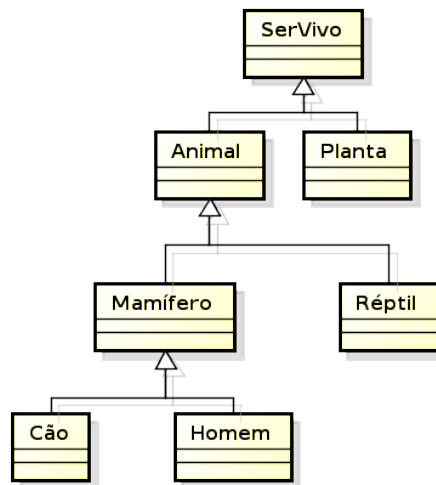 SerVivo
Animal
Planta
Mamífero
Réptil
Cão
Homem